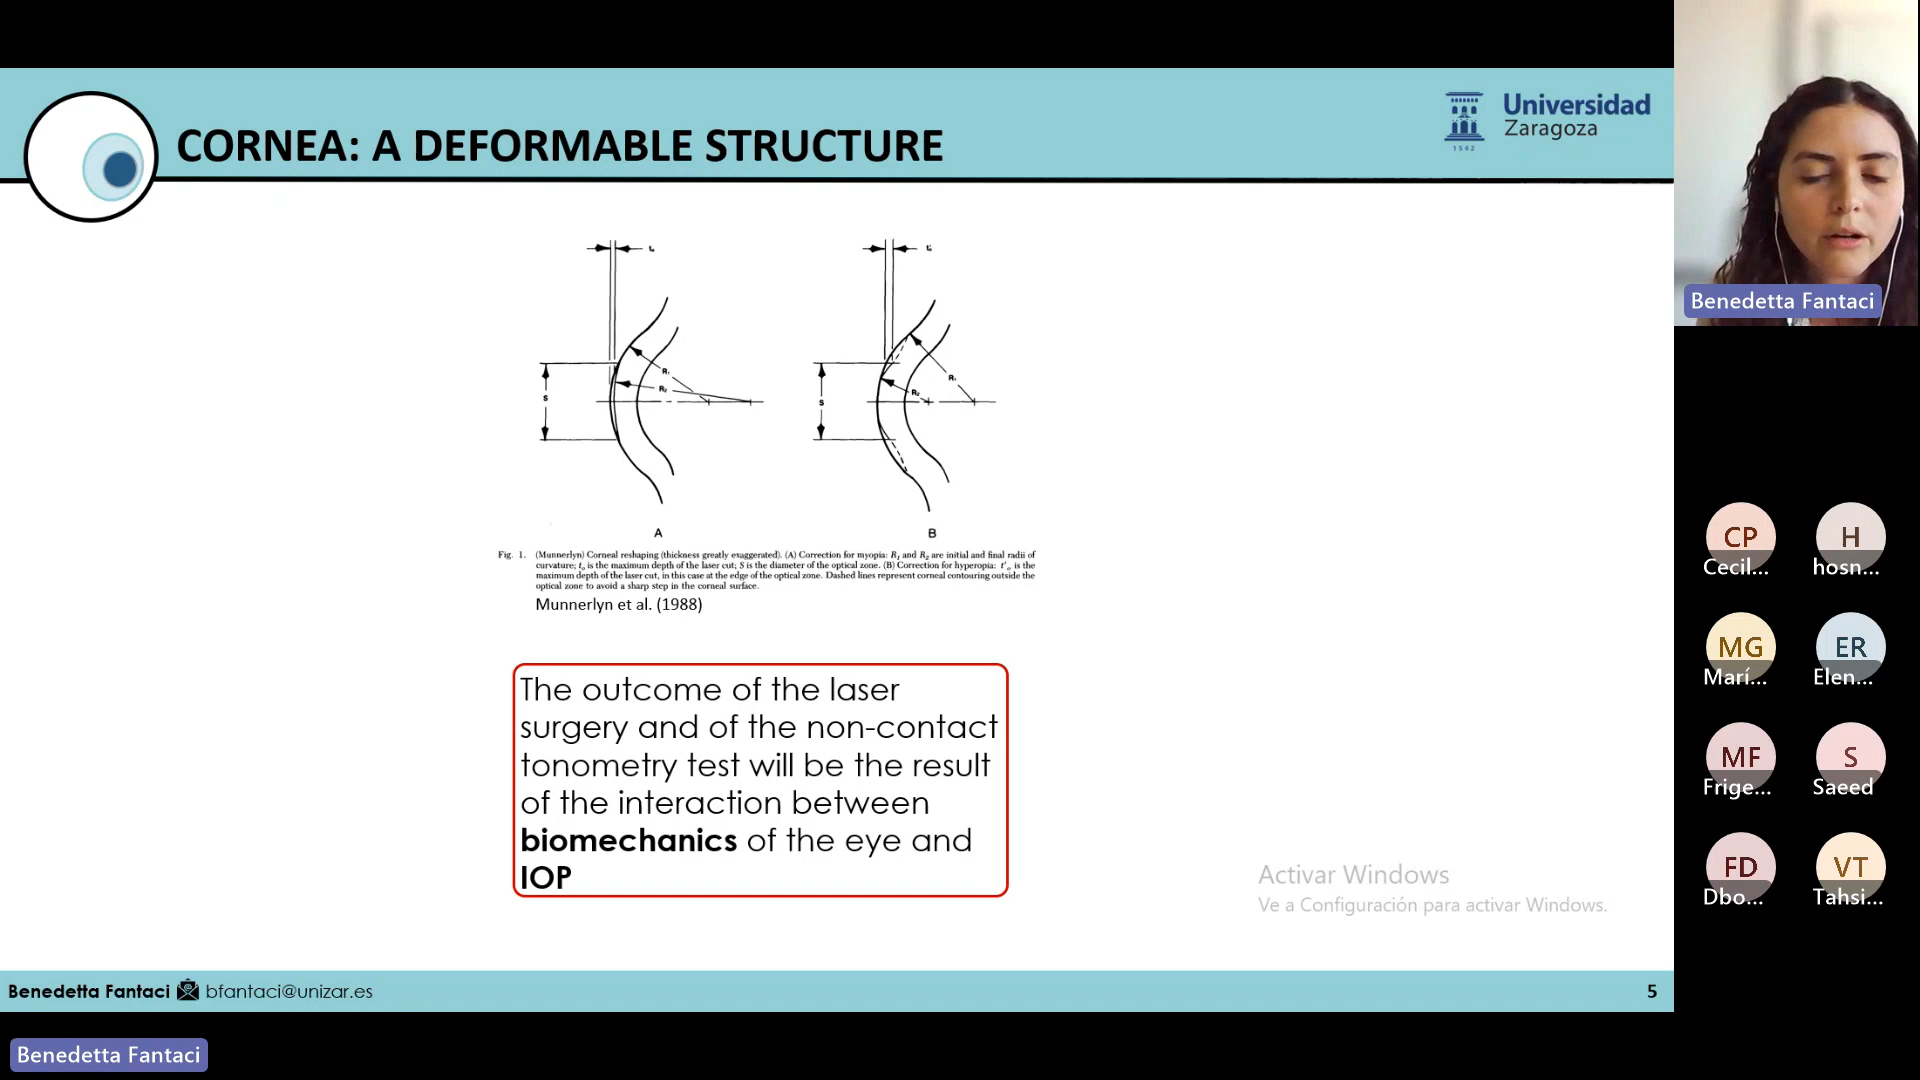 CORNEA: A DEFORMABLE STRUCTURE
Universidad
Zaragoza
1542
S
R₁
R₂
A
S
R₁
R₂
B
Fig. 1. (Munnerlyn) Corneal reshaping (thickness greatly exaggerated). (A) Correction for myopia: R₁ and R₂ are initial and final radii of
curvature; t₀ is the maximum depth of the laser cut; S is the diameter of the optical zone. (B) Correction for hyperopia: t'₀ is the
maximum depth of the laser cut, in this case at the edge of the optical zone. Dashed lines represent corneal contouring outside the
optical zone to avoid a sharp step in the corneal surface.
Munnerlyn et al. (1988)
The outcome of the laser
surgery and of the non-contact
tonometry test will be the result
of the interaction between
biomechanics of the eye and
IOP
Activar Windows
Ve a Configuración para activar Windows.
Benedetta Fantaci bfantaci@unizar.es
5
Benedetta Fantaci
Benedetta Fantaci
CP
Cecil...
H
hosn...
MG
Marí...
ER
Elen...
MF
Frige...
S
Saeed
FD
Dbo...
VT
Tahsi...